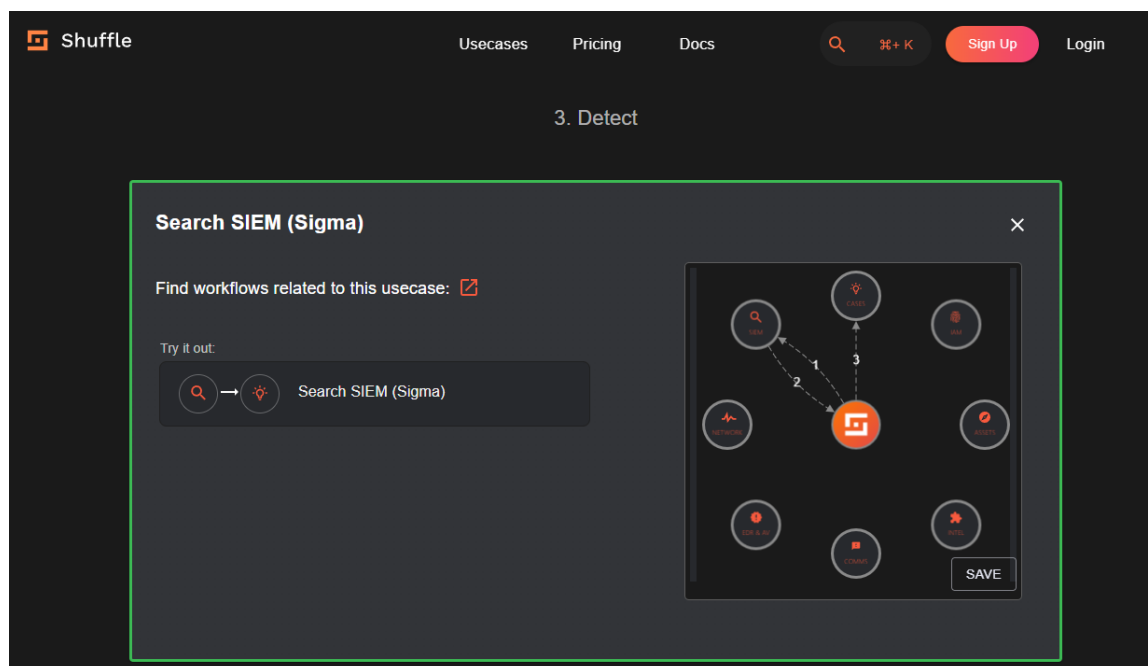 Shuffle
Usecases Pricing Docs
⌘+ K
Sign Up
Login
3. Detect
Search SIEM (Sigma)
Find workflows related to this usecase:
Try it out:
Search SIEM (Sigma)
CASES
SIEM
IAM
1
3
2
NETWORK
ASSETS
EDR & AV
INTEL
COMMS
SAVE